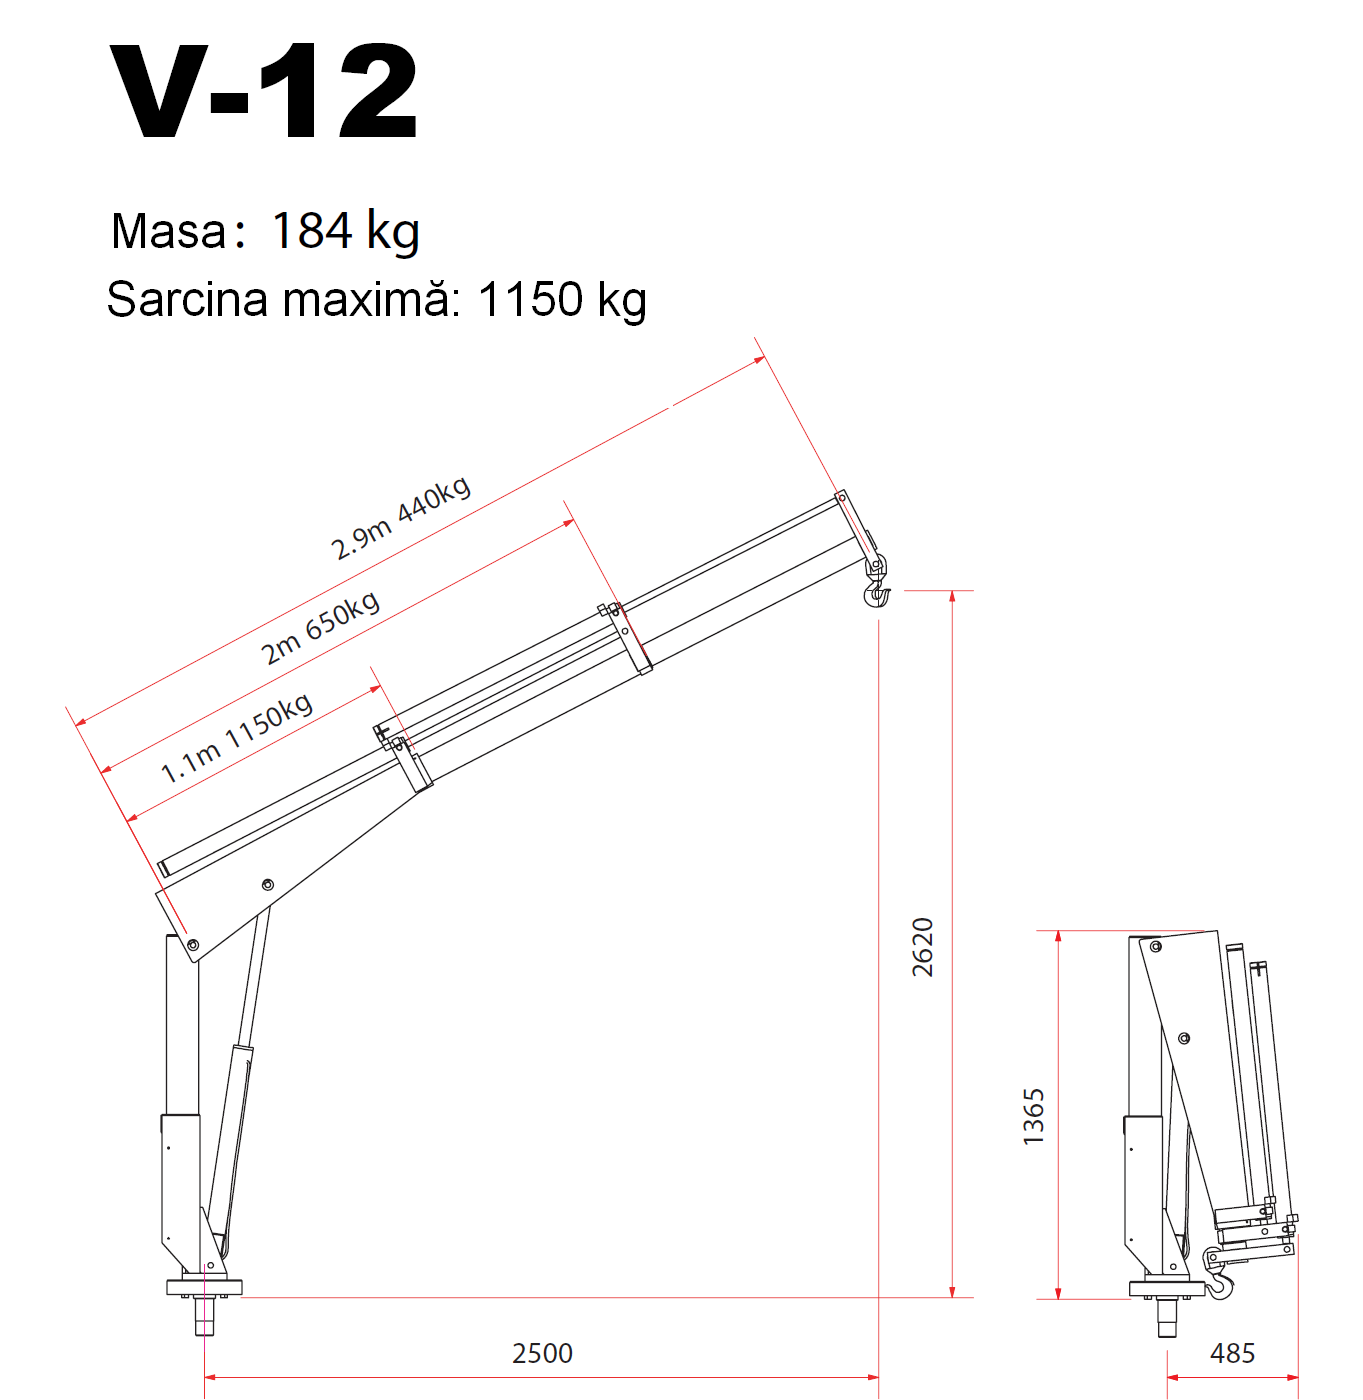 V-12
Masa: 184 kg
Sarcina maximă: 1150 kg
2.9m 440kg
2m 650kg
1.1m 1150kg
2620
2500
1365
485